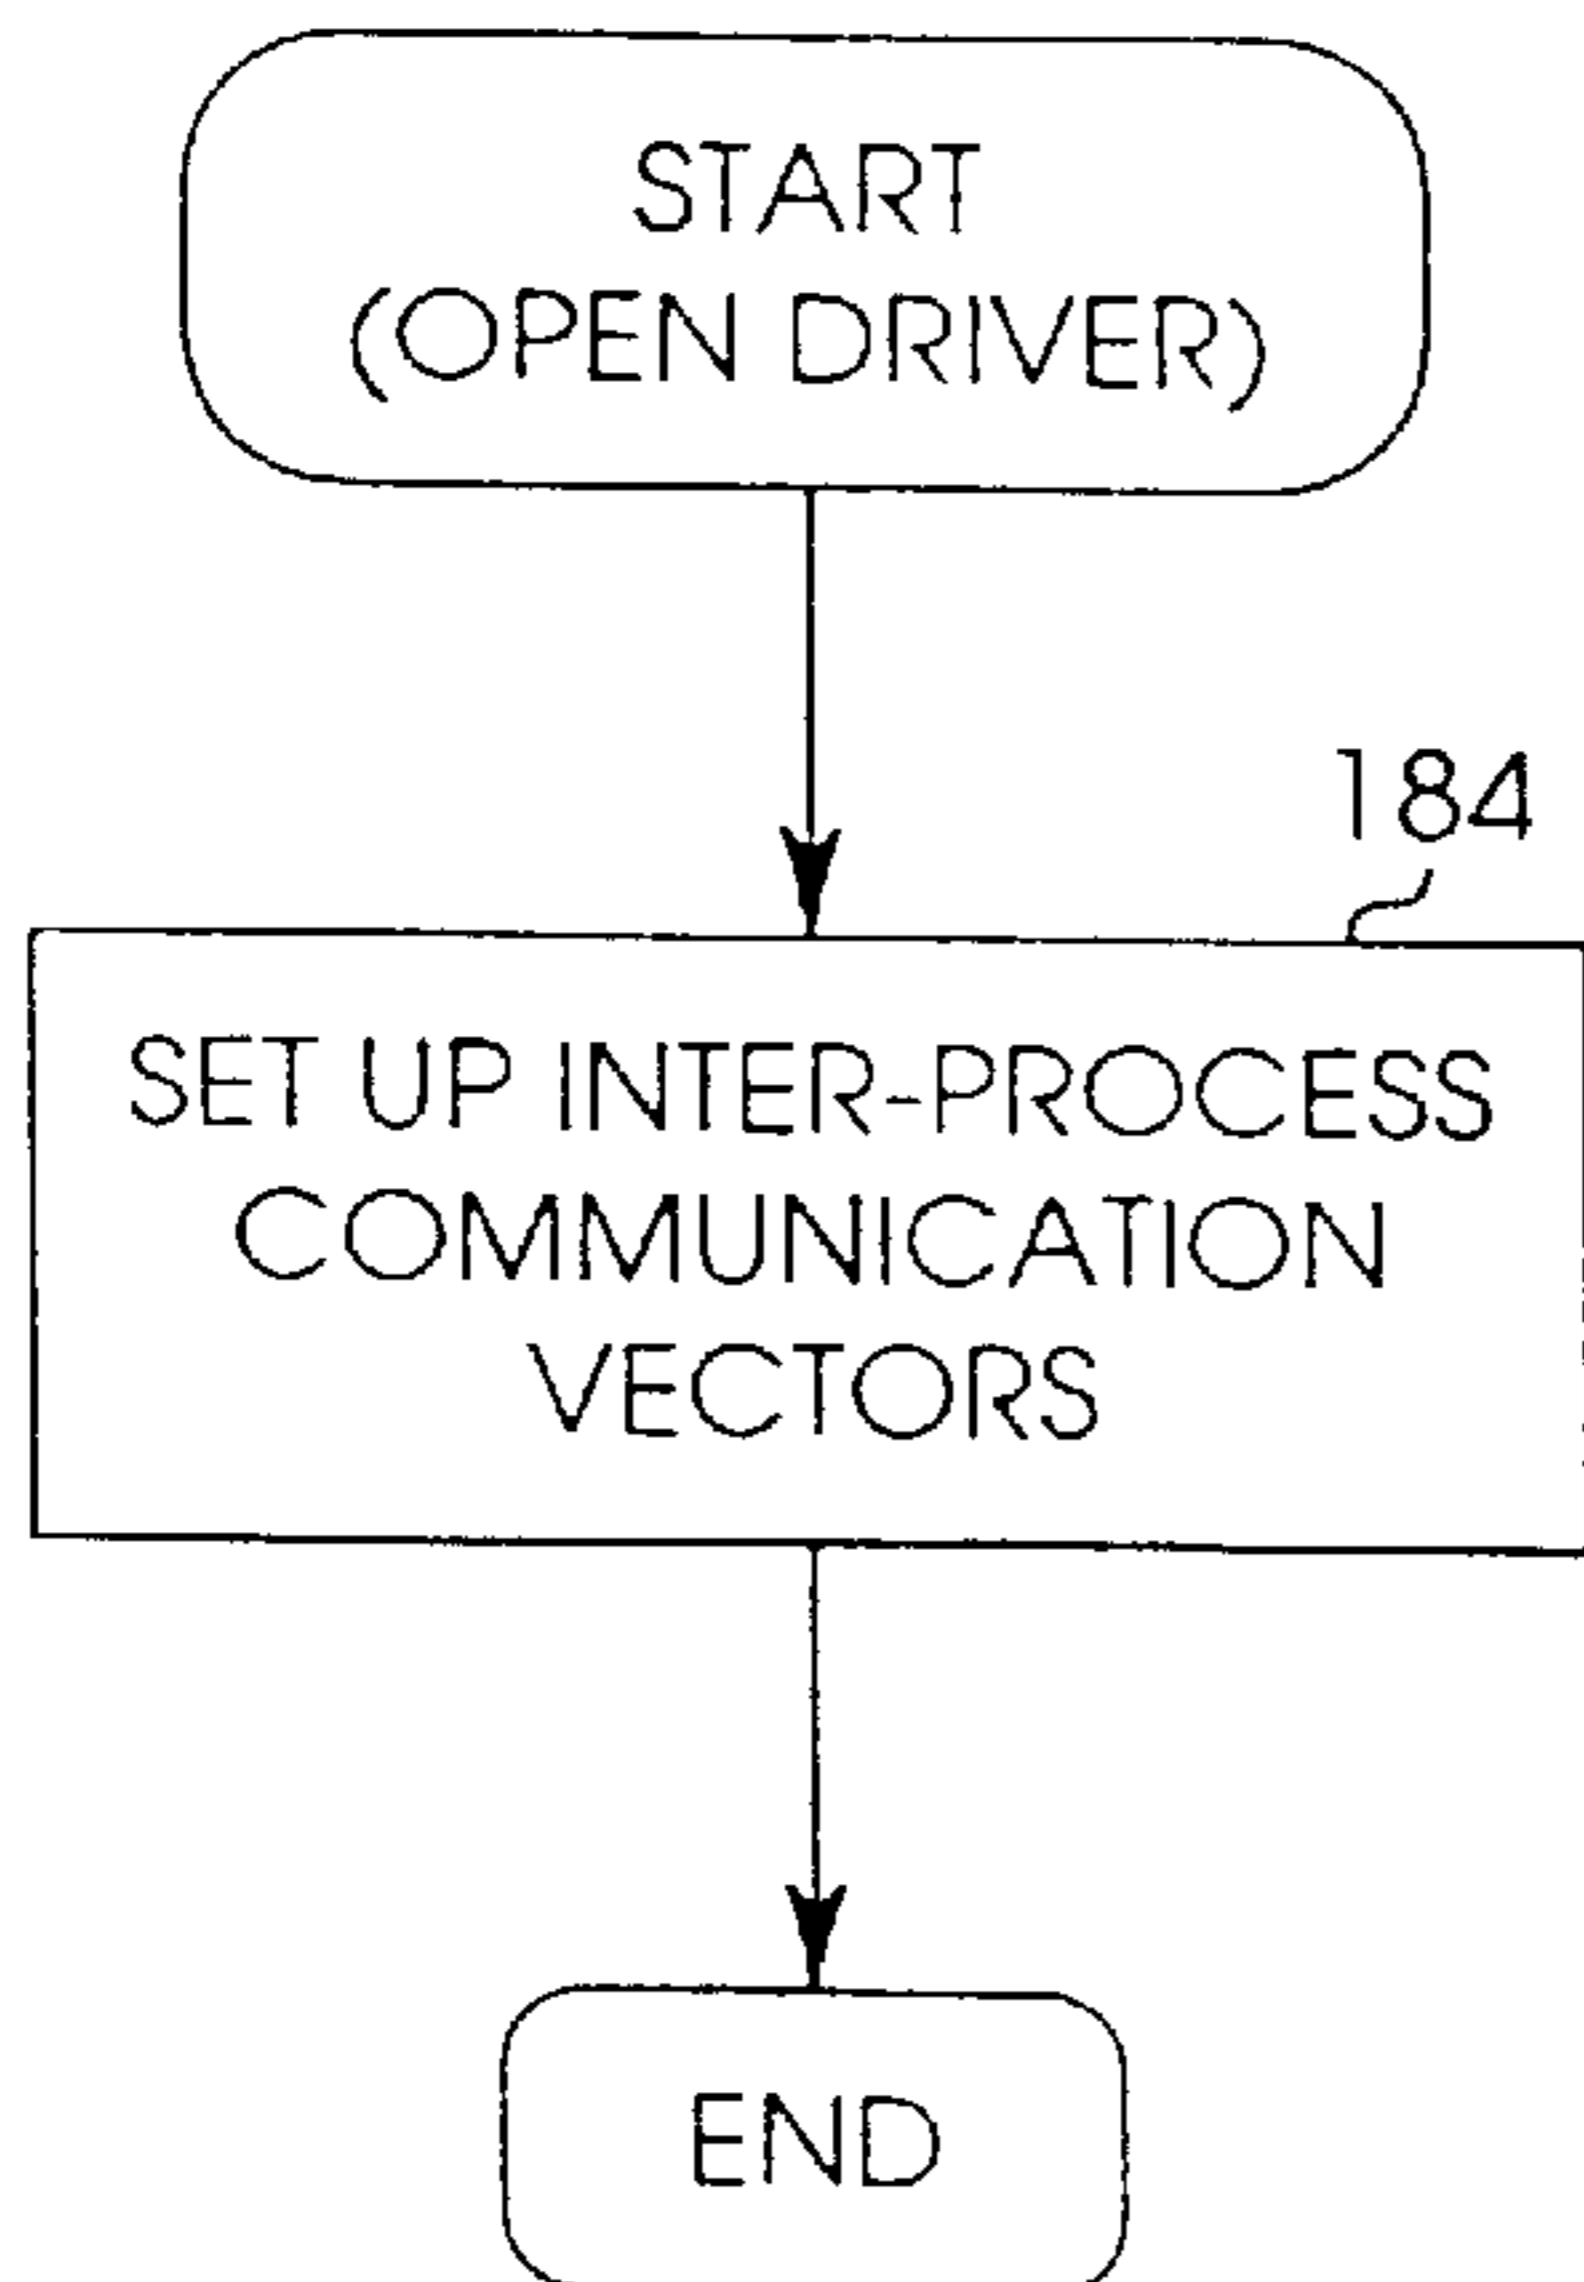 START
(OPEN DRIVER)
184
SET UP INTER-PROCESS
COMMUNICATION
VECTORS
END